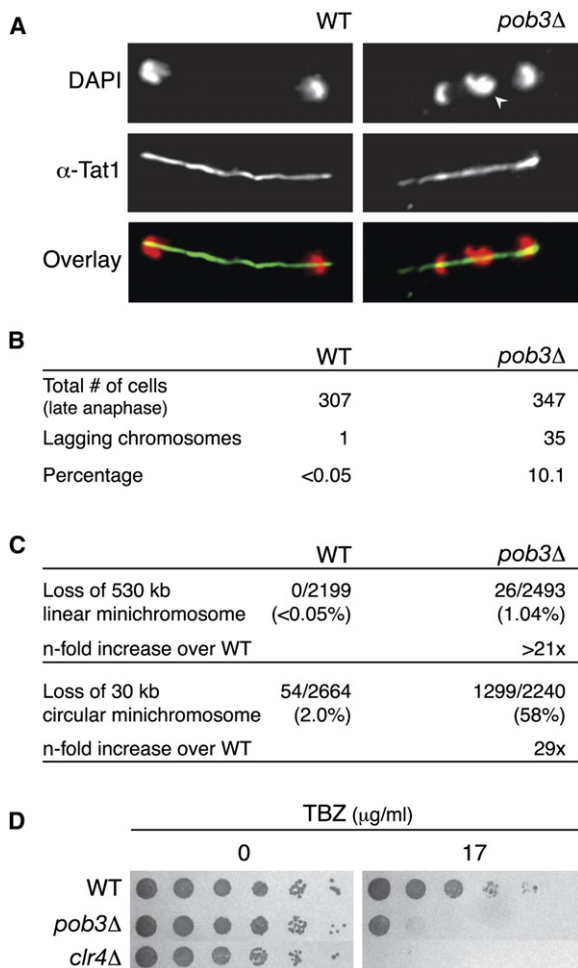 A
WT pob3Δ
DAPI
α-Tat1
Overlay
B
WT pob3Δ
Total # of cells
(late anaphase) 307 347
Lagging chromosomes 1 35
Percentage <0.05 10.1
C
WT pob3Δ
Loss of 530 kb 0/2199 26/2493
linear minichromosome (<0.05%) (1.04%)
n-fold increase over WT >21x
Loss of 30 kb 54/2664 1299/2240
circular minichromosome (2.0%) (58%)
n-fold increase over WT 29x
D
TBZ (μg/ml)
0 17
WT
pob3Δ
clr4Δ